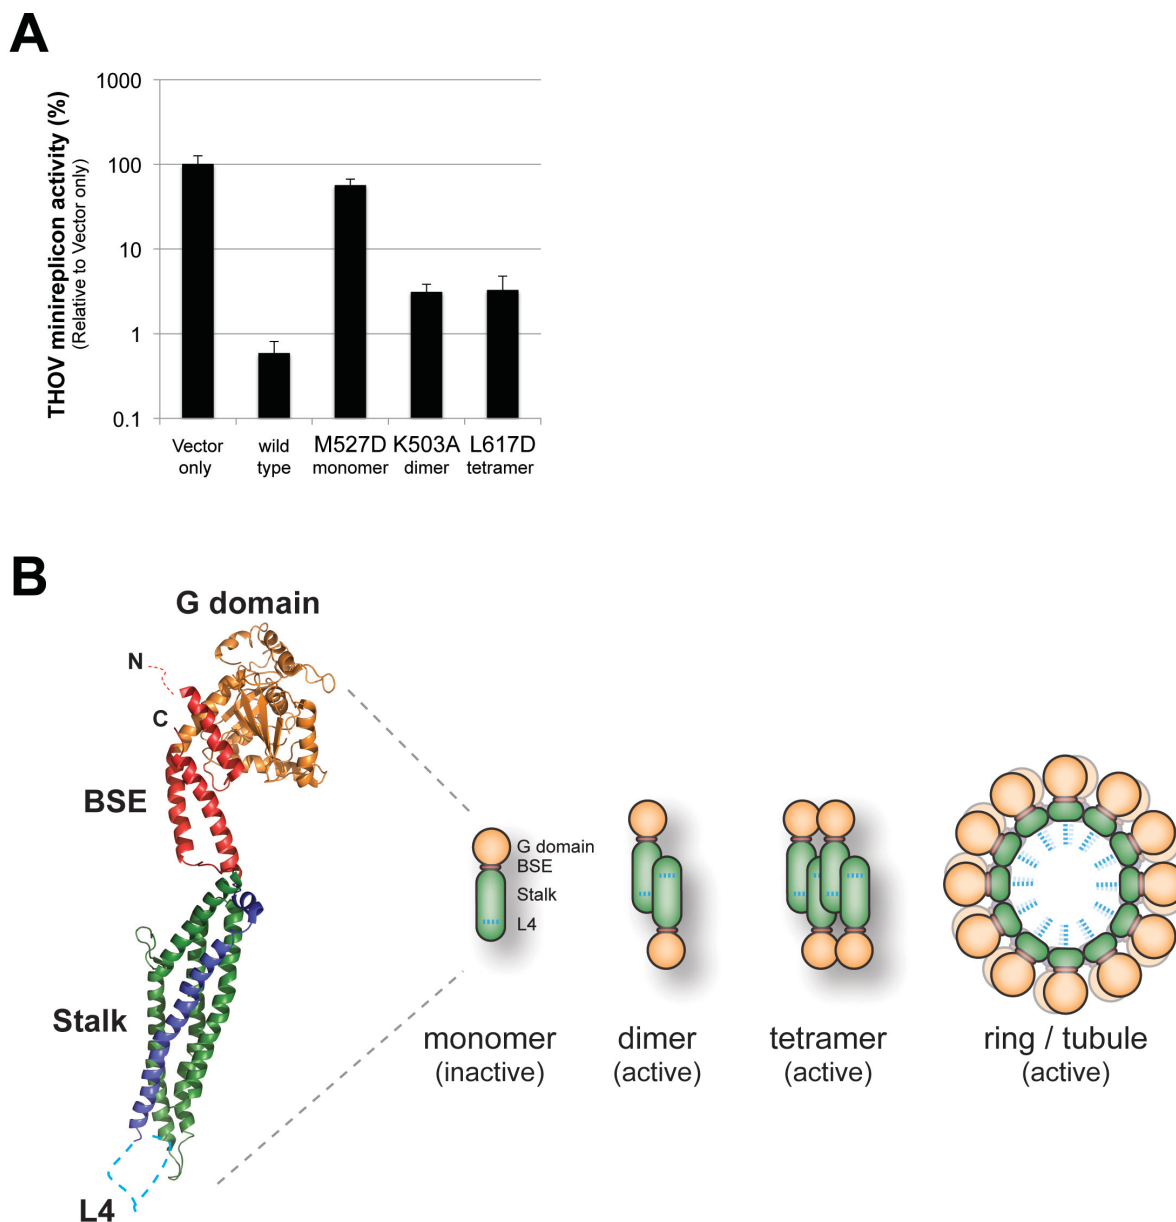 A
THOV minireplicon activity (%)
(Relative to Vector only)
1000
100
10
1
0.1
Vector only
wild type
M527D monomer
K503A dimer
L617D tetramer
B
G domain
N
C
BSE
Stalk
L4
G domain
BSE
Stalk
L4
monomer
(inactive)
dimer
(active)
tetramer
(active)
ring / tubule
(active)